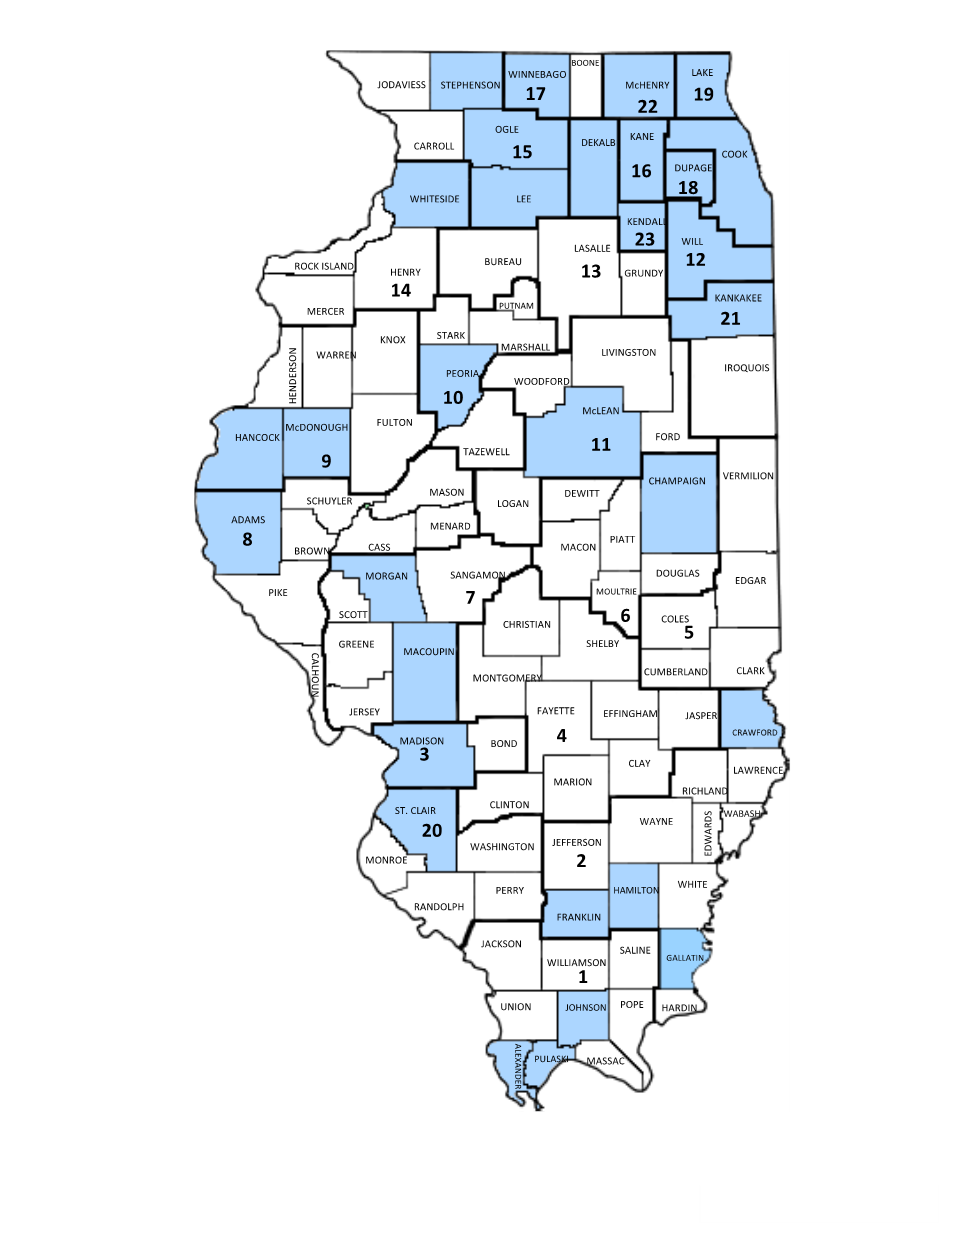 BOONE
JODAVIESS
STEPHENSON
WINNEBAGO
17
McHENRY
22
LAKE
19
CARROLL
OGLE
15
DEKALB
KANE
16
COOK
DUPAGE
18
WHITESIDE
LEE
KENDALL
23
WILL
12
ROCK ISLAND
HENRY
14
BUREAU
LASALLE
13
GRUNDY
KANKAKEE
21
MERCER
PUTNAM
KNOX
STARK
MARSHALL
HENDERSON
WARREN
LIVINGSTON
IROQUOIS
PEORIA
10
WOODFORD
McLEAN
11
HANCOCK
McDONOUGH
9
FULTON
TAZEWELL
FORD
SCHUYLER
MASON
LOGAN
DEWITT
CHAMPAIGN
VERMILION
ADAMS
8
BROWN
CASS
MENARD
MACON
PIATT
PIKE
MORGAN
SCOTT
SANGAMON
7
DOUGLAS
EDGAR
MOULTRIE
6
CHRISTIAN
SHELBY
COLES
5
GREENE
MACOUPIN
CALHOUN
MONTGOMERY
CUMBERLAND
CLARK
JERSEY
FAYETTE
4
EFFINGHAM
JASPER
CRAWFORD
MADISON
3
BOND
CLAY
LAWRENCE
MARION
RICHLAND
CLINTON
ST. CLAIR
20
WAYNE
EDWARDS
WABASH
WASHINGTON
JEFFERSON
2
MONROE
RANDOLPH
PERRY
HAMILTON
WHITE
FRANKLIN
JACKSON
WILLIAMSON
1
SALINE
GALLATIN
UNION
JOHNSON
POPE
HARDIN
ALEXANDER
PULASKI
MASSAC